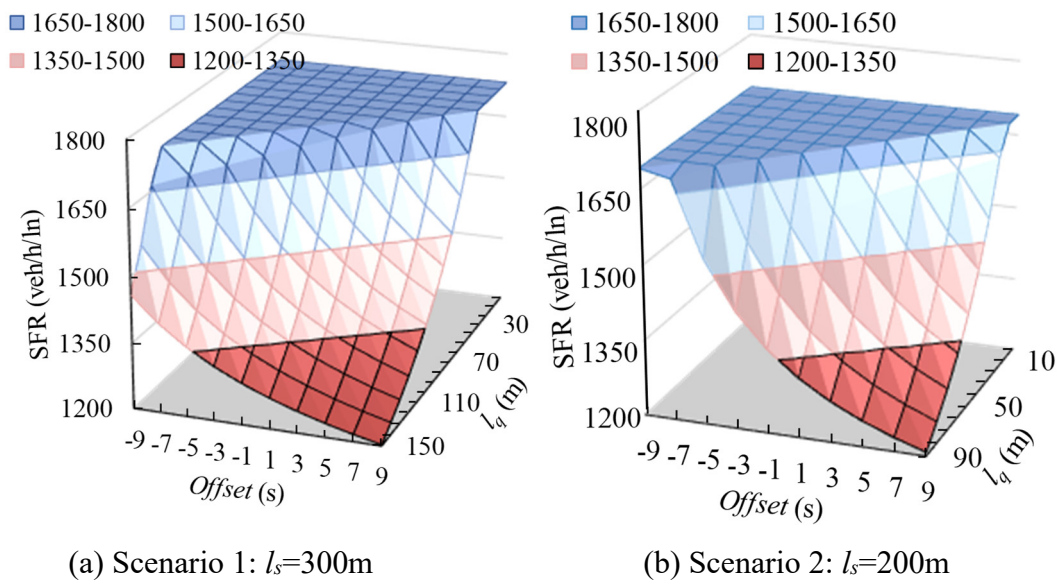 1650-1800 1500-1650
1350-1500 1200-1350
1800
1650
1500
1350
1200
SFR (veh/h/ln)
-9 -7 -5 -3 -1 1 3 5 7 9
Offset (s)
30
70
110
150
lq (m)
(a) Scenario 1: ls=300m
1650-1800 1500-1650
1350-1500 1200-1350
1800
1650
1500
1350
1200
SFR (veh/h/ln)
-9 -7 -5 -3 -1 1 3 5 7 9
Offset (s)
10
50
90
lq (m)
(b) Scenario 2: ls=200m